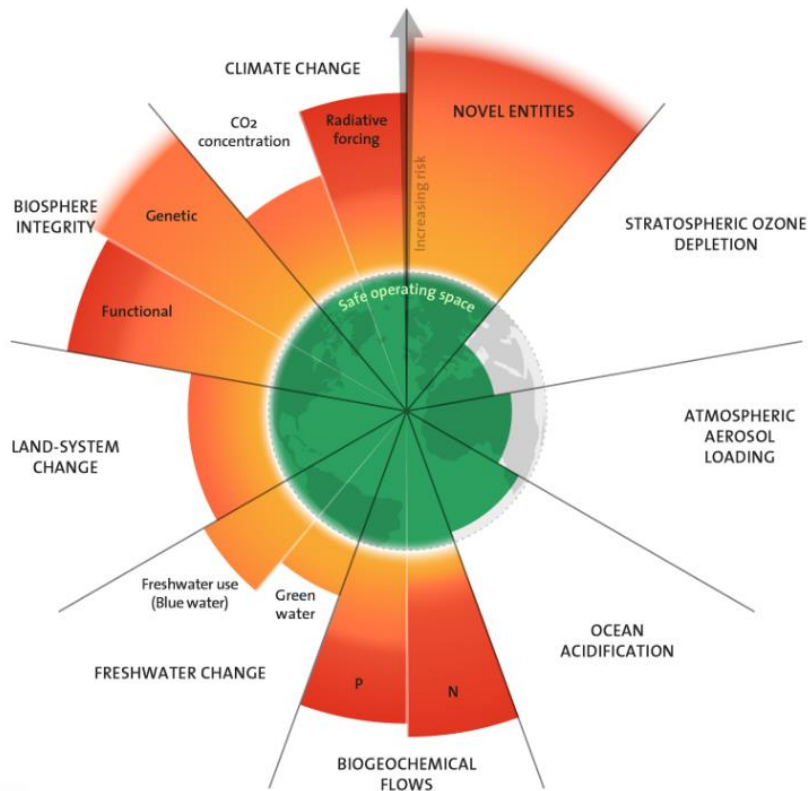 CLIMATE CHANGE
CO2
concentration
Radiative
forcing
Increasing risk
NOVEL ENTITIES
STRATOSPHERIC OZONE
DEPLETION
ATMOSPHERIC
AEROSOL
LOADING
OCEAN
ACIDIFICATION
BIOGEOCHEMICAL
FLOWS
P
N
FRESHWATER CHANGE
Freshwater use
(Blue water)
Green
water
LAND-SYSTEM
CHANGE
BIOSPHERE
INTEGRITY
Genetic
Functional
Safe operating space